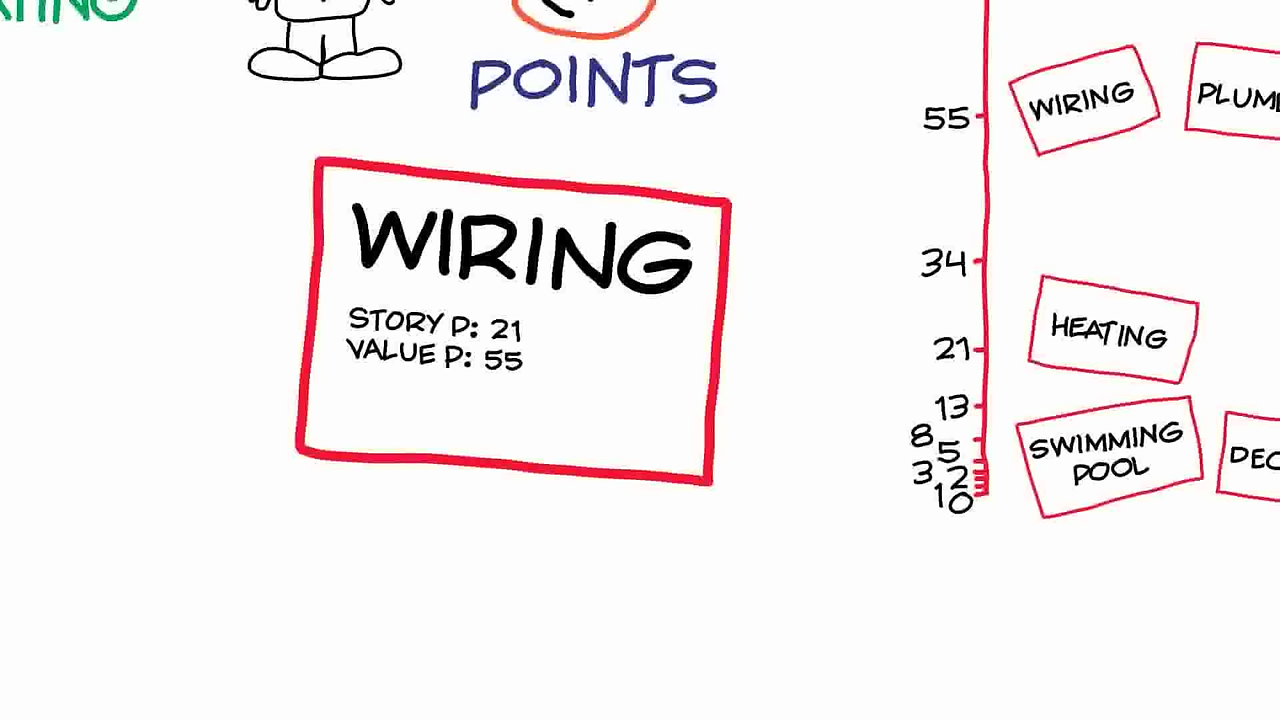 POINTS
WIRING
STORY P: 21
VALUE P: 55
55
34
21
13
8
5
3
2
1
0
WIRING
HEATING
SWIMMING
POOL